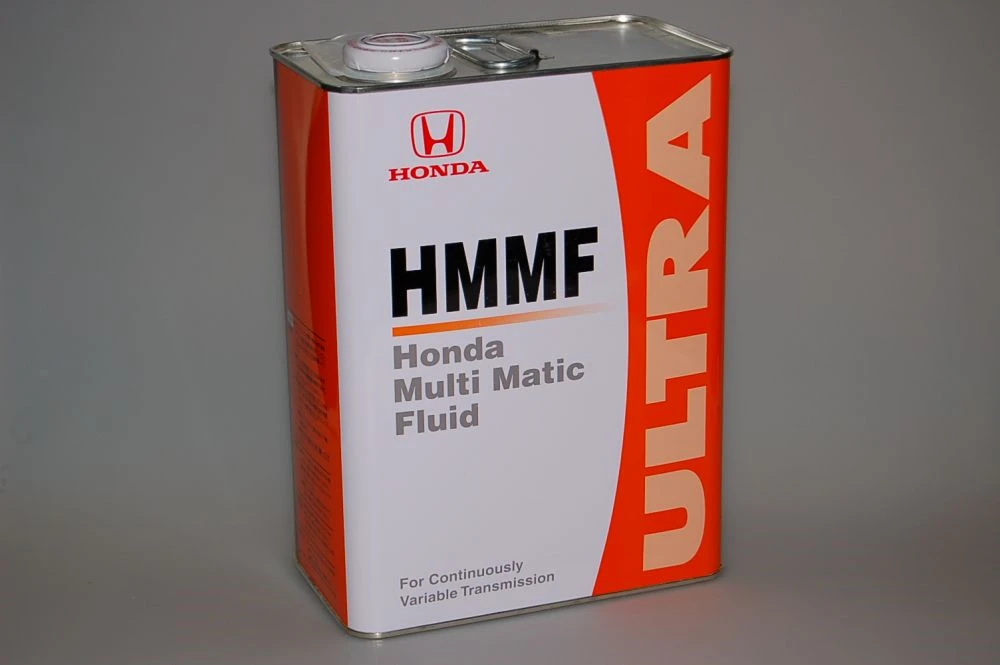 HONDA
HMMF
Honda
Multi Matic
Fluid
For Continuously
Variable Transmission
ULTRA